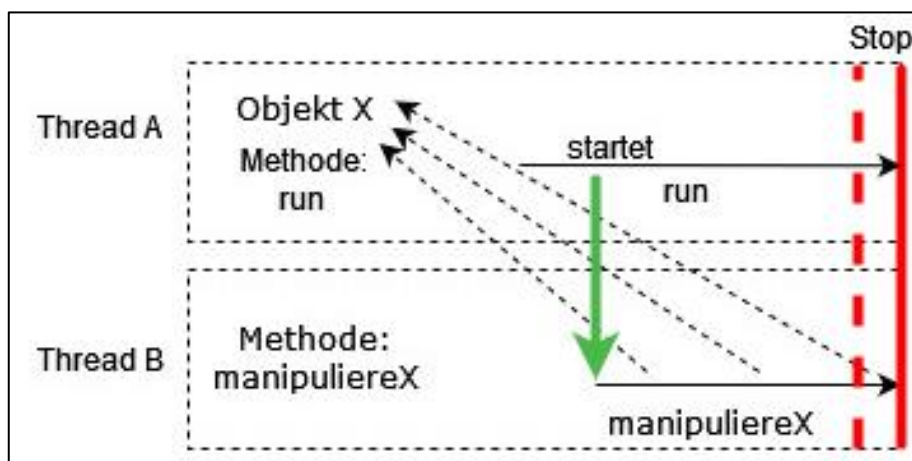 Stop
Thread A
Objekt X
Methode:
run
startet
run
Thread B
Methode:
manipuliereX
manipuliereX